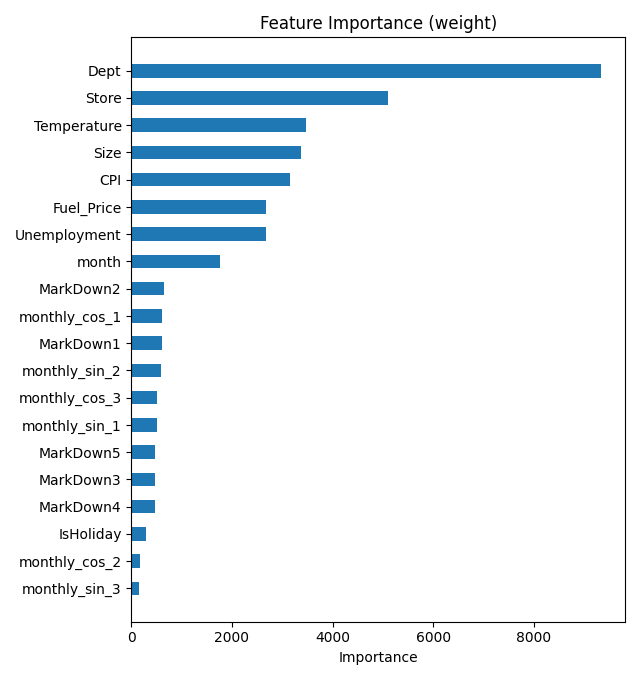 Feature Importance (weight)
Dept
Store
Temperature
Size
CPI
Fuel_Price
Unemployment
month
MarkDown2
monthly_cos_1
MarkDown1
monthly_sin_2
monthly_cos_3
monthly_sin_1
MarkDown5
MarkDown3
MarkDown4
IsHoliday
monthly_cos_2
monthly_sin_3
0 2000 4000 6000 8000
Importance